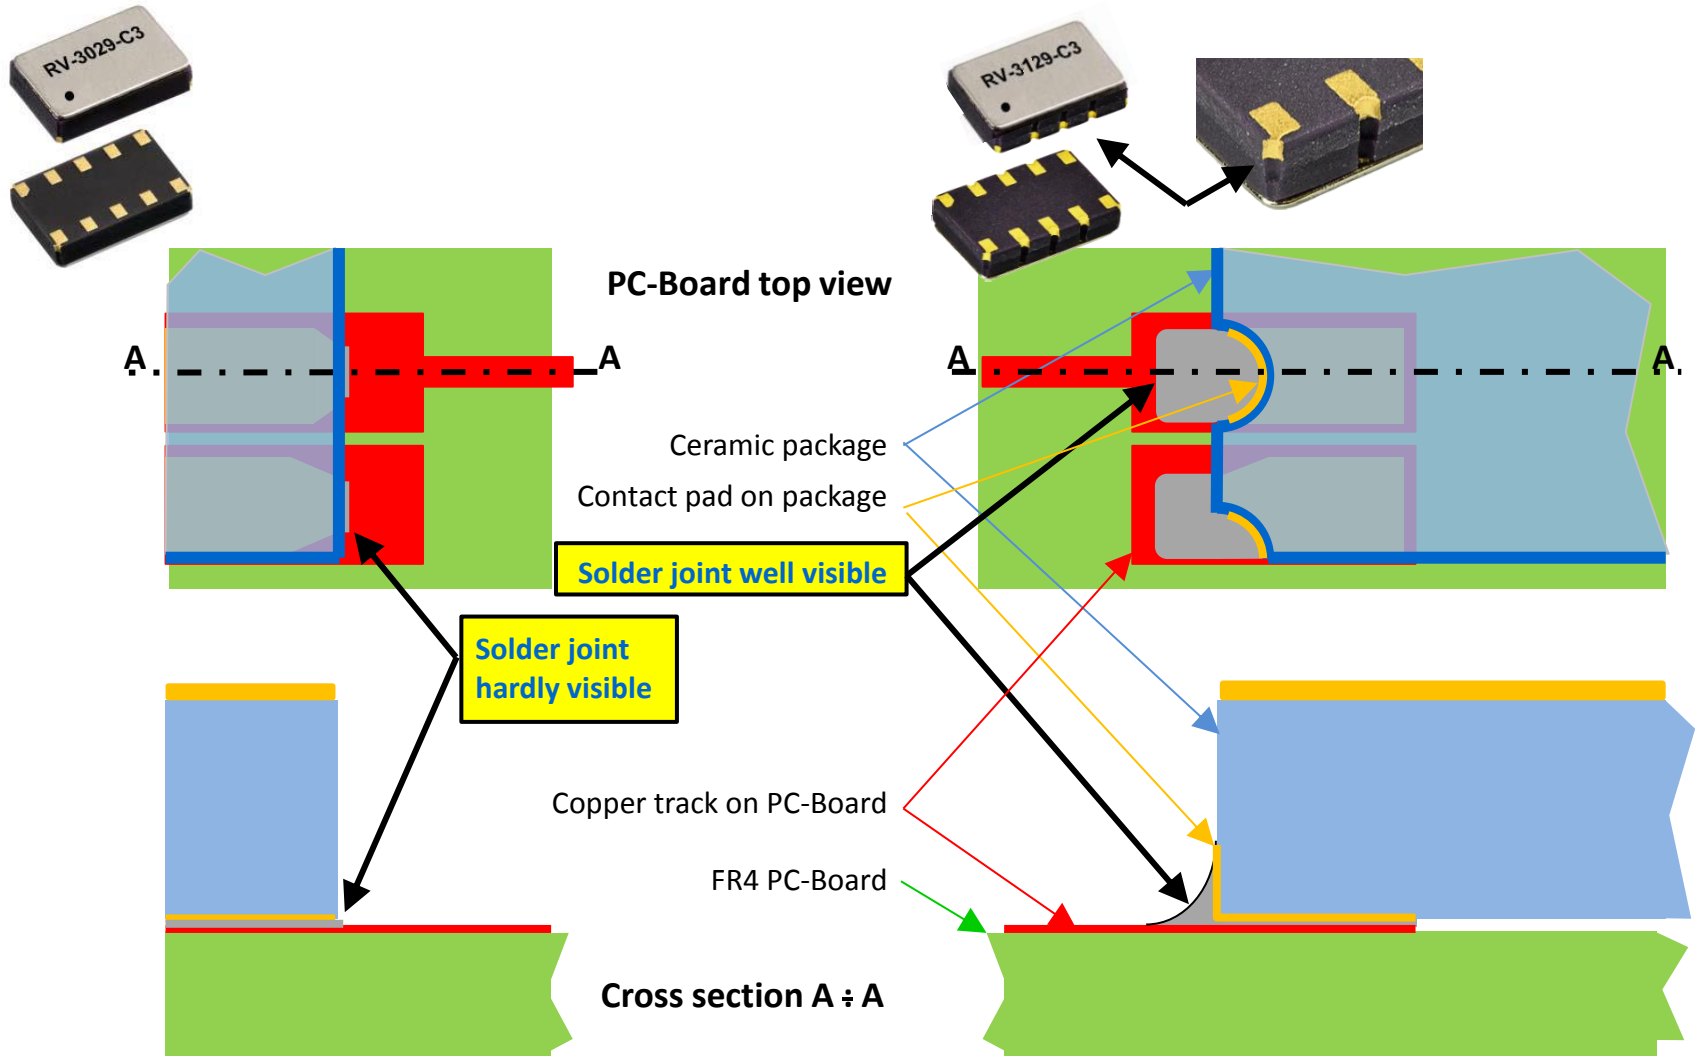 RV-3029-C3
RV-3129-C3
PC-Board top view
A
A
A
A
Ceramic package
Contact pad on package
Solder joint well visible
Solder joint
hardly visible
Copper track on PC-Board
FR4 PC-Board
Cross section A ÷ A